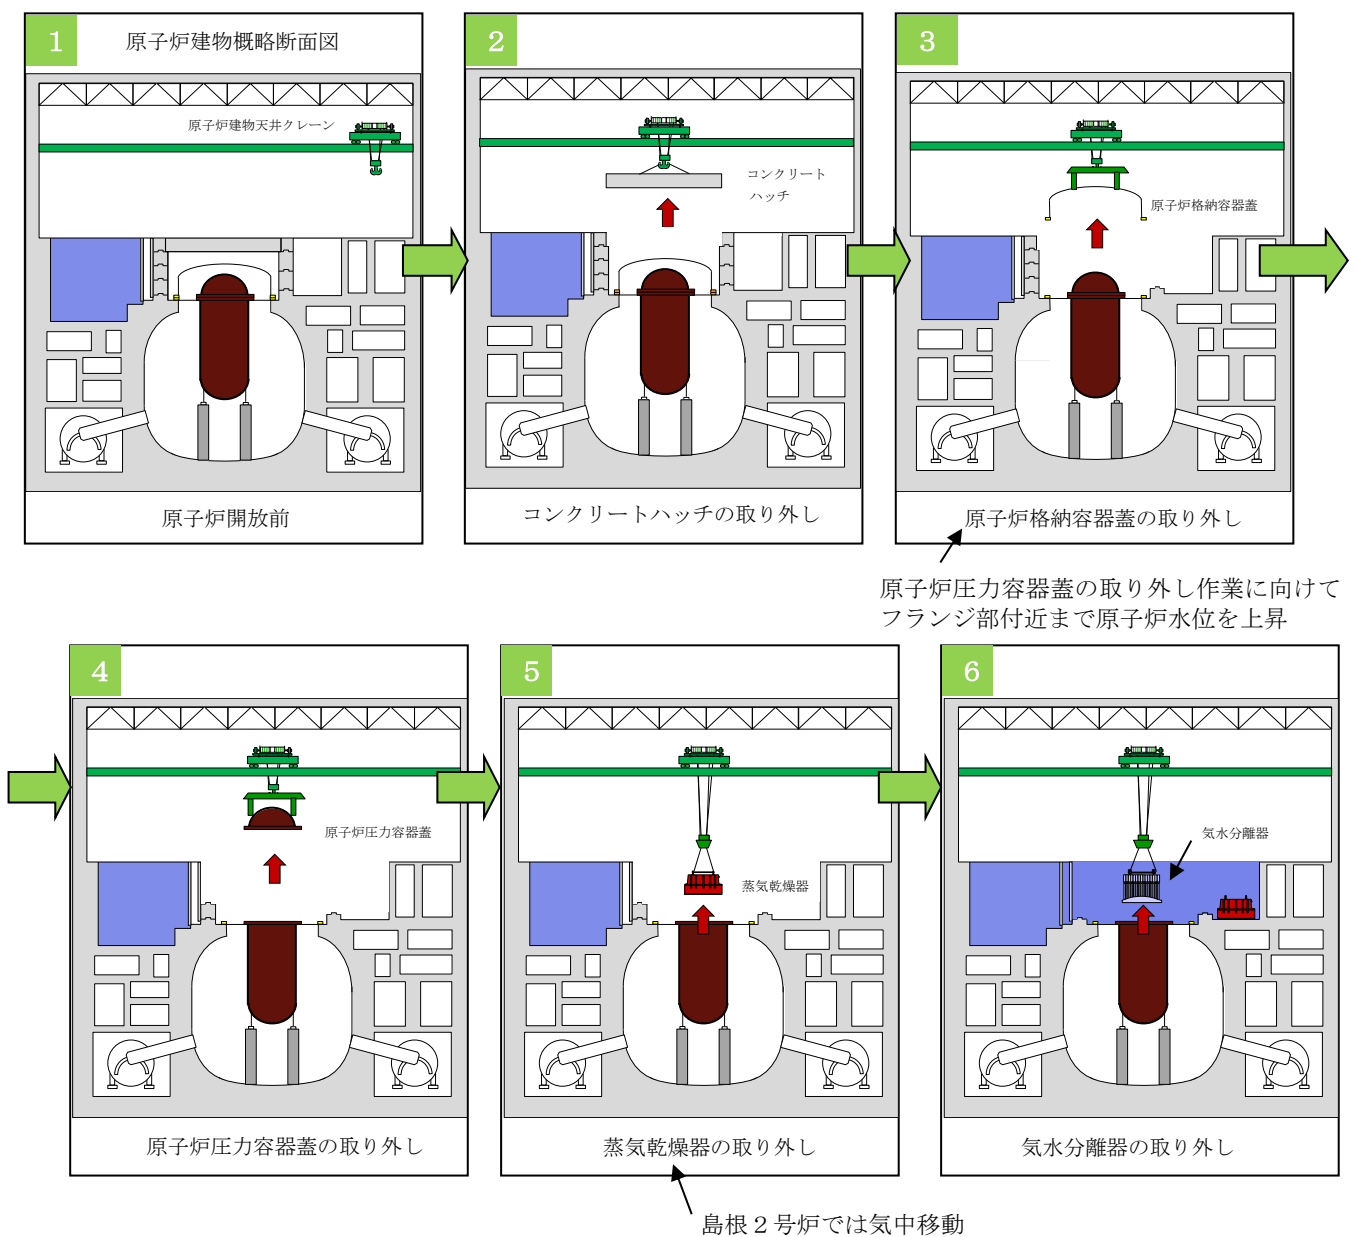 1
原子炉建物概略断面図
原子炉建物天井クレーン
原子炉開放前
2
コンクリート
ハッチ
コンクリートハッチの取り外し
3
原子炉格納容器蓋
原子炉格納容器蓋の取り外し
原子炉圧力容器蓋の取り外し作業に向けて
フランジ部付近まで原子炉水位を上昇
4
原子炉圧力容器蓋
原子炉圧力容器蓋の取り外し
5
蒸気乾燥器
蒸気乾燥器の取り外し
島根２号炉では気中移動
6
気水分離器
気水分離器の取り外し